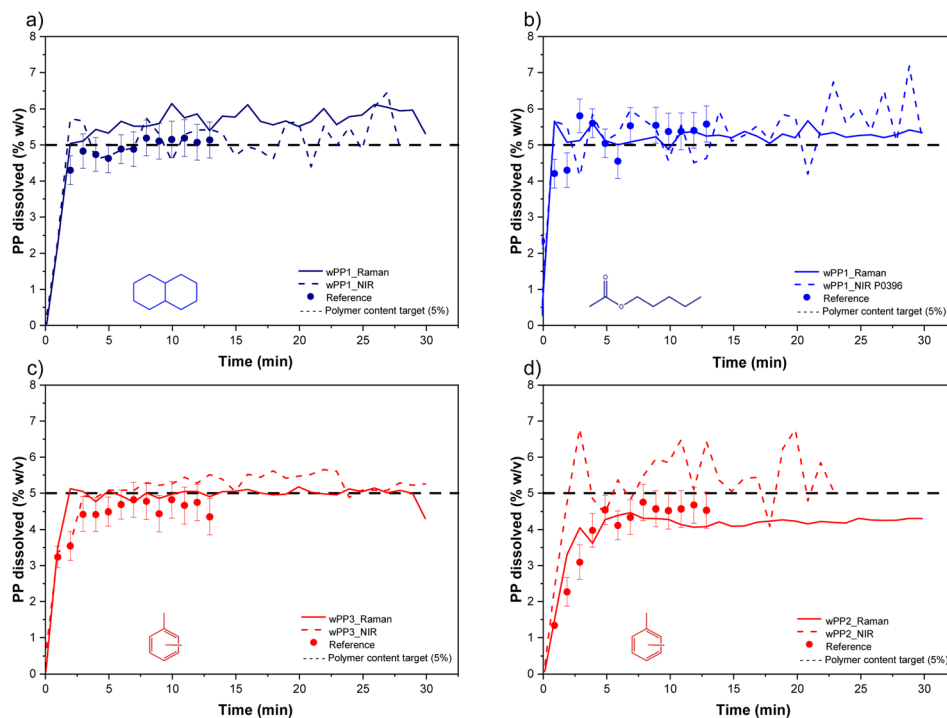 a)
8
7
6
5
4
3
2
1
0
PP dissolved (% w/v)
wPP1_Raman
wPP1_NIR
Reference
Polymer content target (5%)
0 5 10 15 20 25 30
Time (min)
b)
8
7
6
5
4
3
2
1
0
PP dissolved (% w/v)
O
O
wPP1_Raman
wPP1_NIR P0396
Reference
Polymer content target (5%)
0 5 10 15 20 25 30
Time (min)
c)
8
7
6
5
4
3
2
1
0
PP dissolved (% w/v)
wPP3_Raman
wPP3_NIR
Reference
Polymer content target (5%)
0 5 10 15 20 25 30
Time (min)
d)
8
7
6
5
4
3
2
1
0
PP dissolved (% w/v)
wPP2_Raman
wPP2_NIR
Reference
Polymer content target (5%)
0 5 10 15 20 25 30
Time (min)